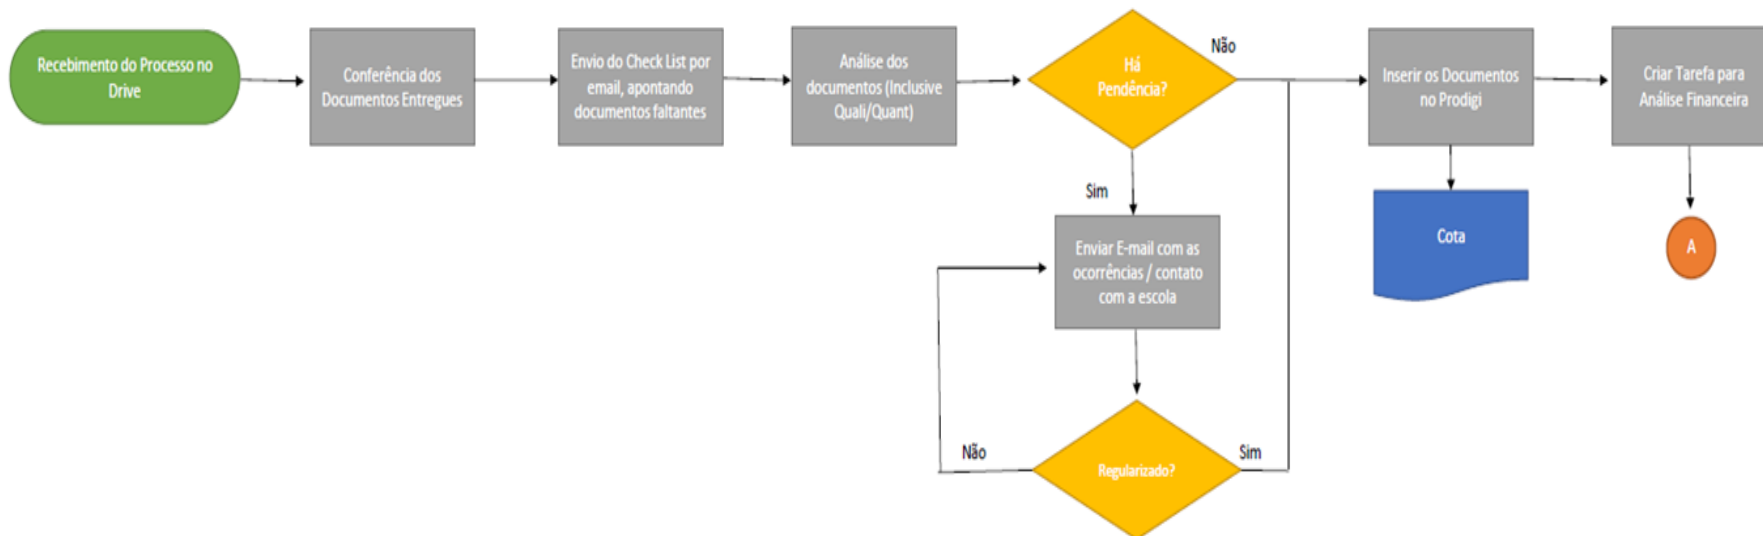 Recebimento do Processo no
Drive
Conferência dos
Documentos Entregues
Envio do Check List por
email, apontando
documentos faltantes
Análise dos
documentos (Inclusive
Quali/Quant)
Há
Pendência?
Não
Inserir os Documentos
no Prodigi
Criar Tarefa para
Análise Financeira
Sim
Enviar E-mail com as
ocorrências / contato
com a escola
Cota
A
Não
Regularizado?
Sim